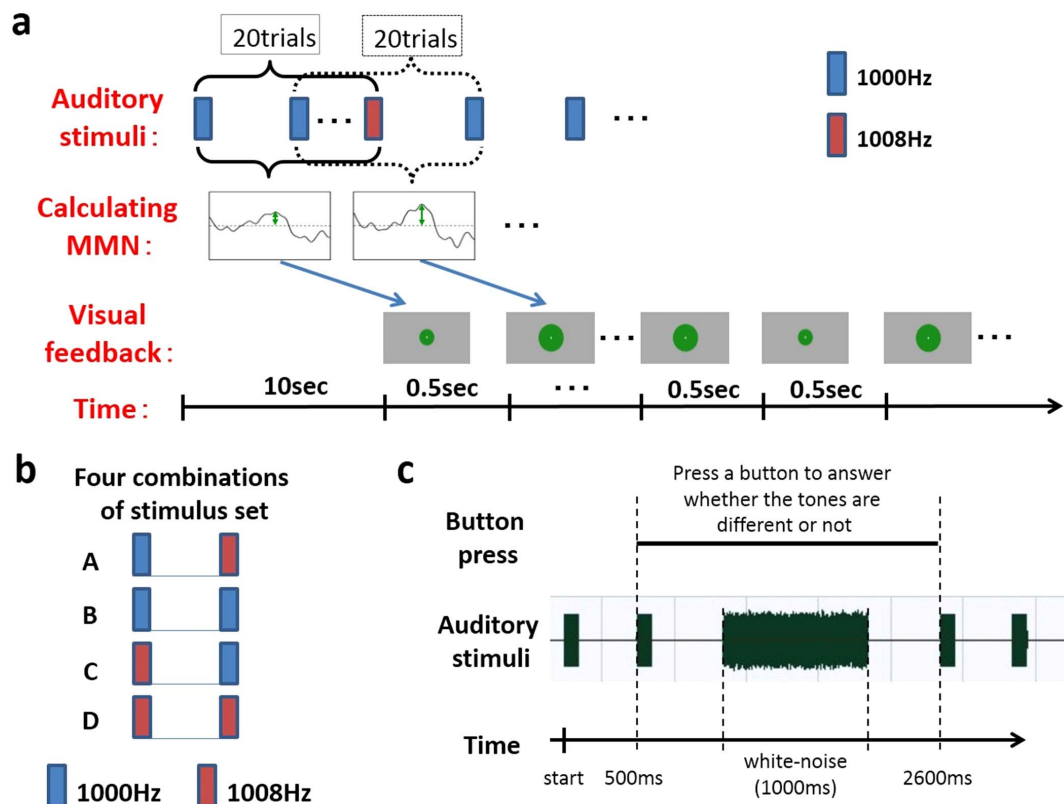 a
20trials
20trials
Auditory
stimuli :
...
...
1000Hz
1008Hz
Calculating
MMN :
...
Visual
feedback :
...
...
Time :
10sec
0.5sec
...
0.5sec
0.5sec
b
Four combinations
of stimulus set
A
B
C
D
1000Hz
1008Hz
c
Press a button to answer
whether the tones are
different or not
Button
press
Auditory
stimuli
Time
start
500ms
white-noise
(1000ms)
2600ms